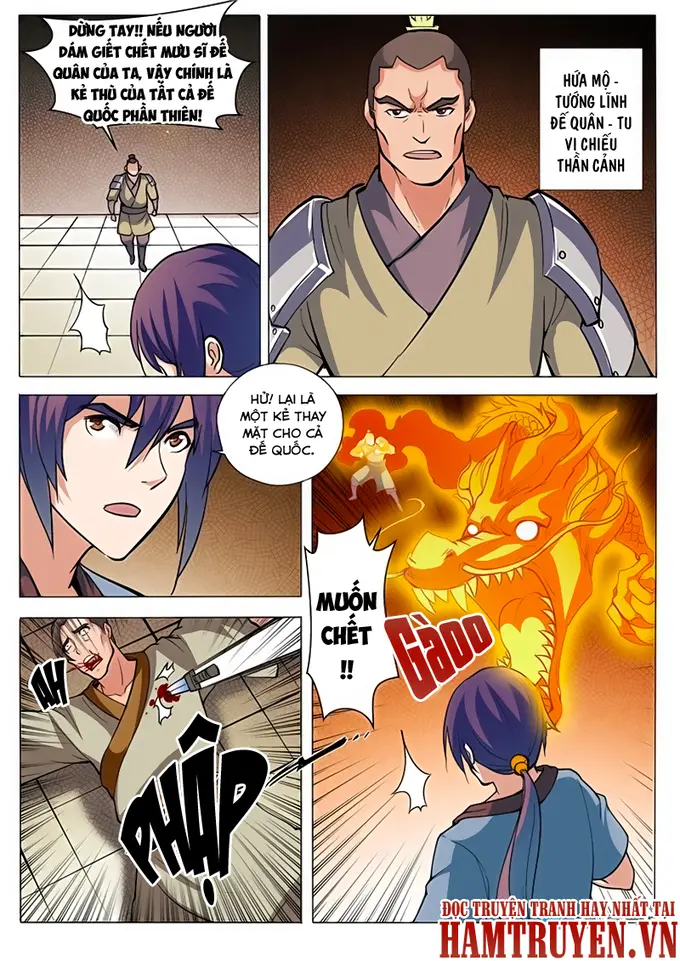 DỪNG TAY!! NẾU NGƯƠI
DÁM GIẾT CHẾT MƯU SĨ ĐẾ
QUÂN CỦA TA, VẬY CHÍNH LÀ
KẺ THÙ CỦA TẤT CẢ ĐẾ
QUỐC PHẦN THIÊN!
HỨA MỘ -
TƯỚNG LĨNH
ĐẾ QUÂN - TU
VỊ CHIẾU
THẦN CẢNH
HỬ! LẠI LÀ
MỘT KẺ THAY
MẶT CHO CẢ
ĐẾ QUỐC.
MUỐN
CHẾT
!!
GÀOO
AH
PHẬP
ĐỌC TRUYỆN TRANH HAY NHẤT TẠI
HAMTRUYEN.VN